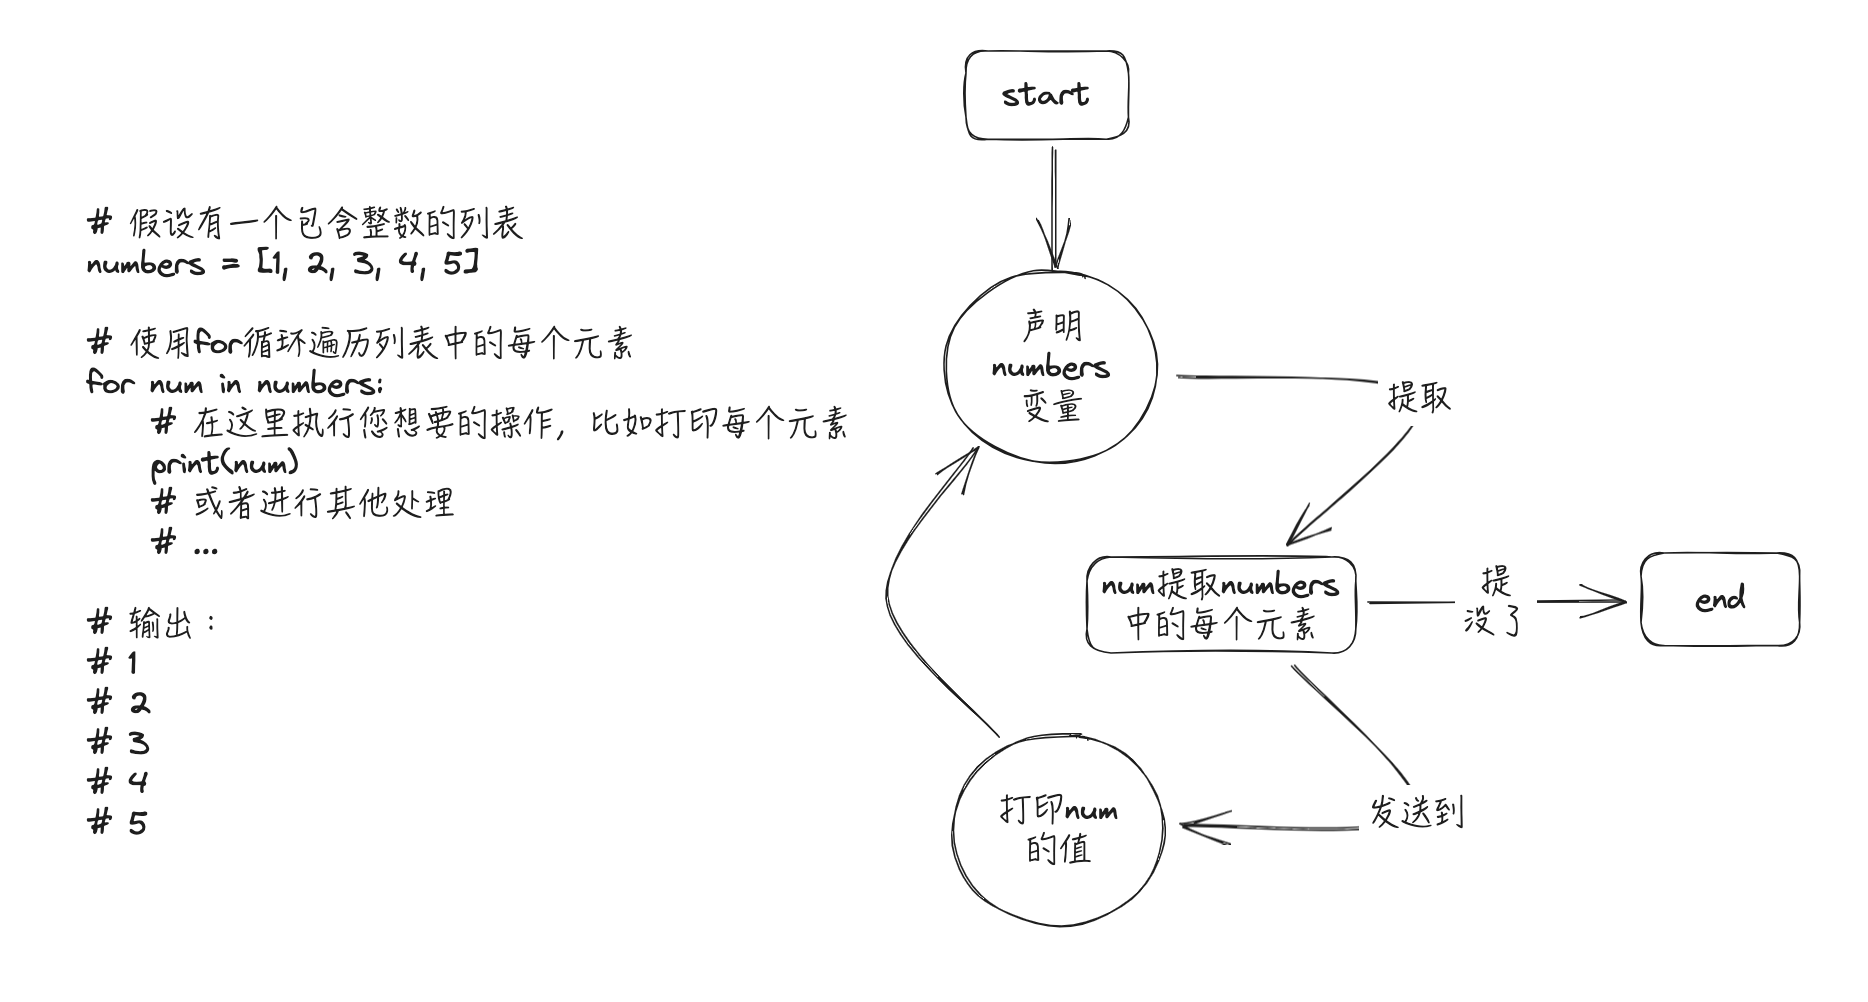 # 假设有一个包含整数的列表
numbers = [1, 2, 3, 4, 5]
# 使用for循环遍历列表中的每个元素
for num in numbers:
# 在这里执行您想要的操作，比如打印每个元素
print(num)
# 或者进行其他处理
# ...
# 输出：
# 1
# 2
# 3
# 4
# 5
start
声明
numbers
变量
提取
num提取numbers
中的每个元素
提
没了
end
发送到
打印num
的值